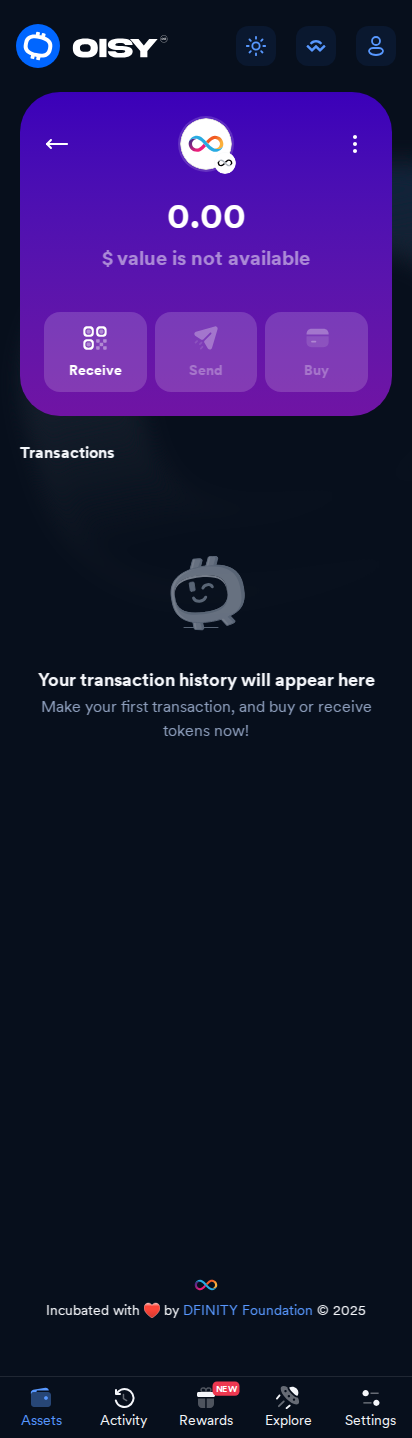 OISY
0.00
$ value is not available
Receive
Send
Buy
Transactions
Your transaction history will appear here
Make your first transaction, and buy or receive
tokens now!
Incubated with ❤️ by DFINITY Foundation © 2025
NEW
Assets
Activity
Rewards
Explore
Settings